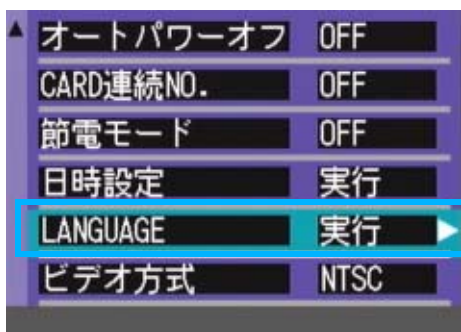 オートパワーオフ OFF
CARD連続NO. OFF
節電モード OFF
日時設定 実行
LANGUAGE 実行
ビデオ方式 NTSC